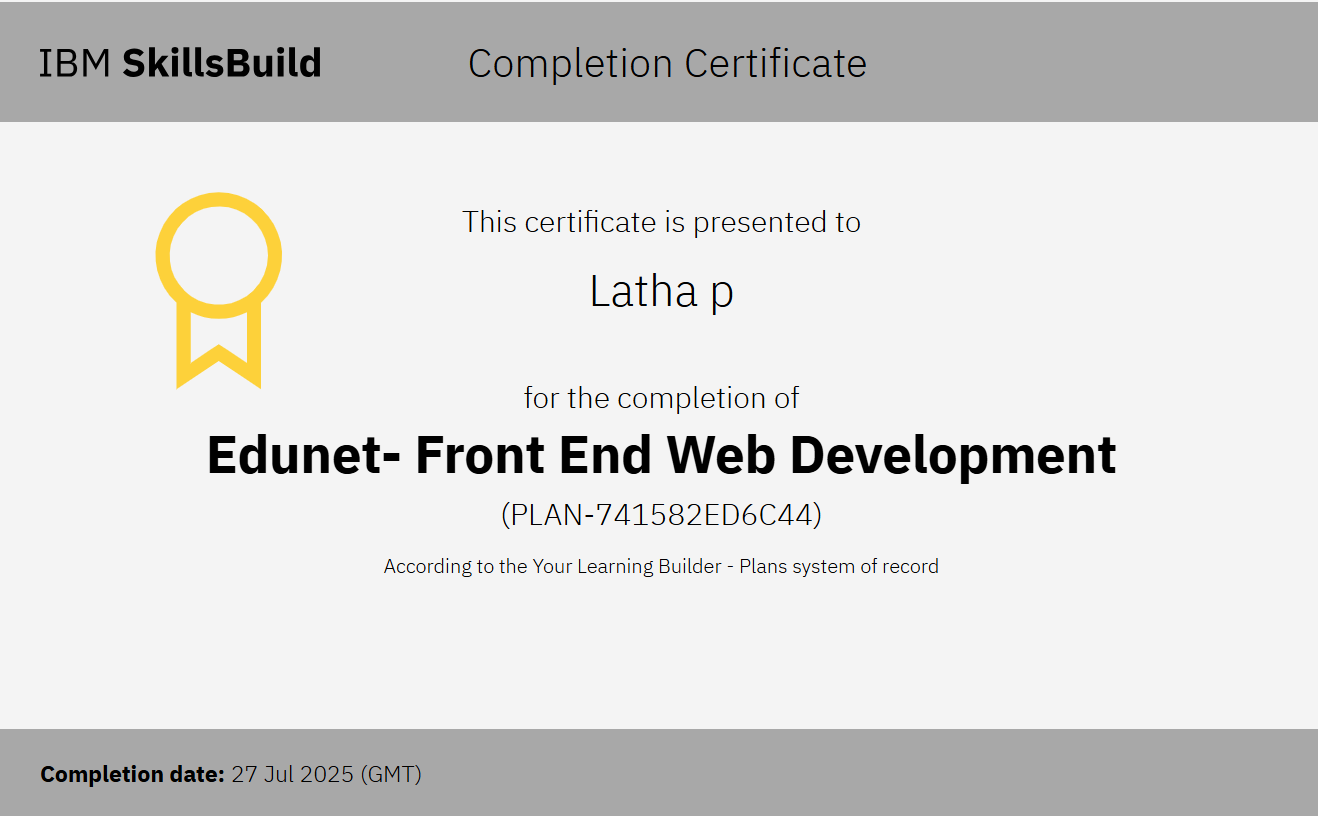 IBM SkillsBuild
Completion Certificate
This certificate is presented to
Latha p
for the completion of
Edunet- Front End Web Development
(PLAN-741582ED6C44)
According to the Your Learning Builder - Plans system of record
Completion date: 27 Jul 2025 (GMT)